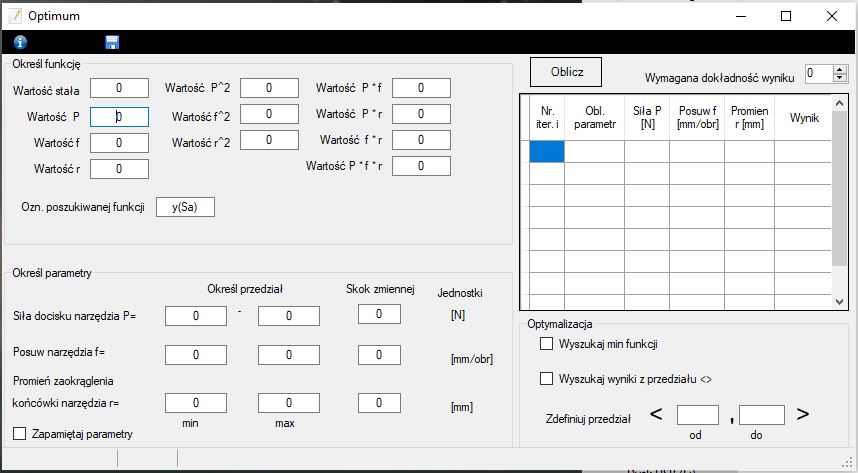 Optimum
Określ funkcję
Wartość stała 0 Wartość P^2 0 Wartość P * f 0
Wartość P 0 Wartość f^2 0 Wartość P * r 0
Wartość f 0 Wartość r^2 0 Wartość f * r 0
Wartość r 0 Wartość P * f * r 0
Ozn. poszukiwanej funkcji y(Sa)
Określ parametry
Określ przedział Skok zmiennej Jednostki
Siła docisku narzędzia P= 0 - 0 0 [N]
Posuw narzędzia f= 0 0 0 [mm/obr]
Promień zaokrąglenia
końcówki narzędzia r= 0 0 0 [mm]
min max
Zapamiętaj parametry
Oblicz Wymagana dokładność wyniku 0
Nr. iter. i Obl. parametr Siła P [N] Posuw f [mm/obr] Promien r [mm] Wynik
Optymalizacja
Wyszukaj min funkcji
Wyszukaj wyniki z przedziału <>
Zdefiniuj przedział < , >
od do